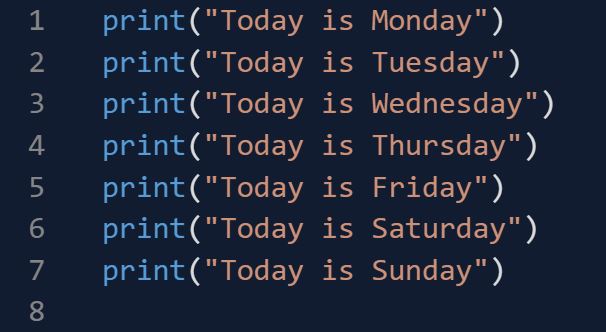 1 print("Today is Monday")
2 print("Today is Tuesday")
3 print("Today is Wednesday")
4 print("Today is Thursday")
5 print("Today is Friday")
6 print("Today is Saturday")
7 print("Today is Sunday")
8